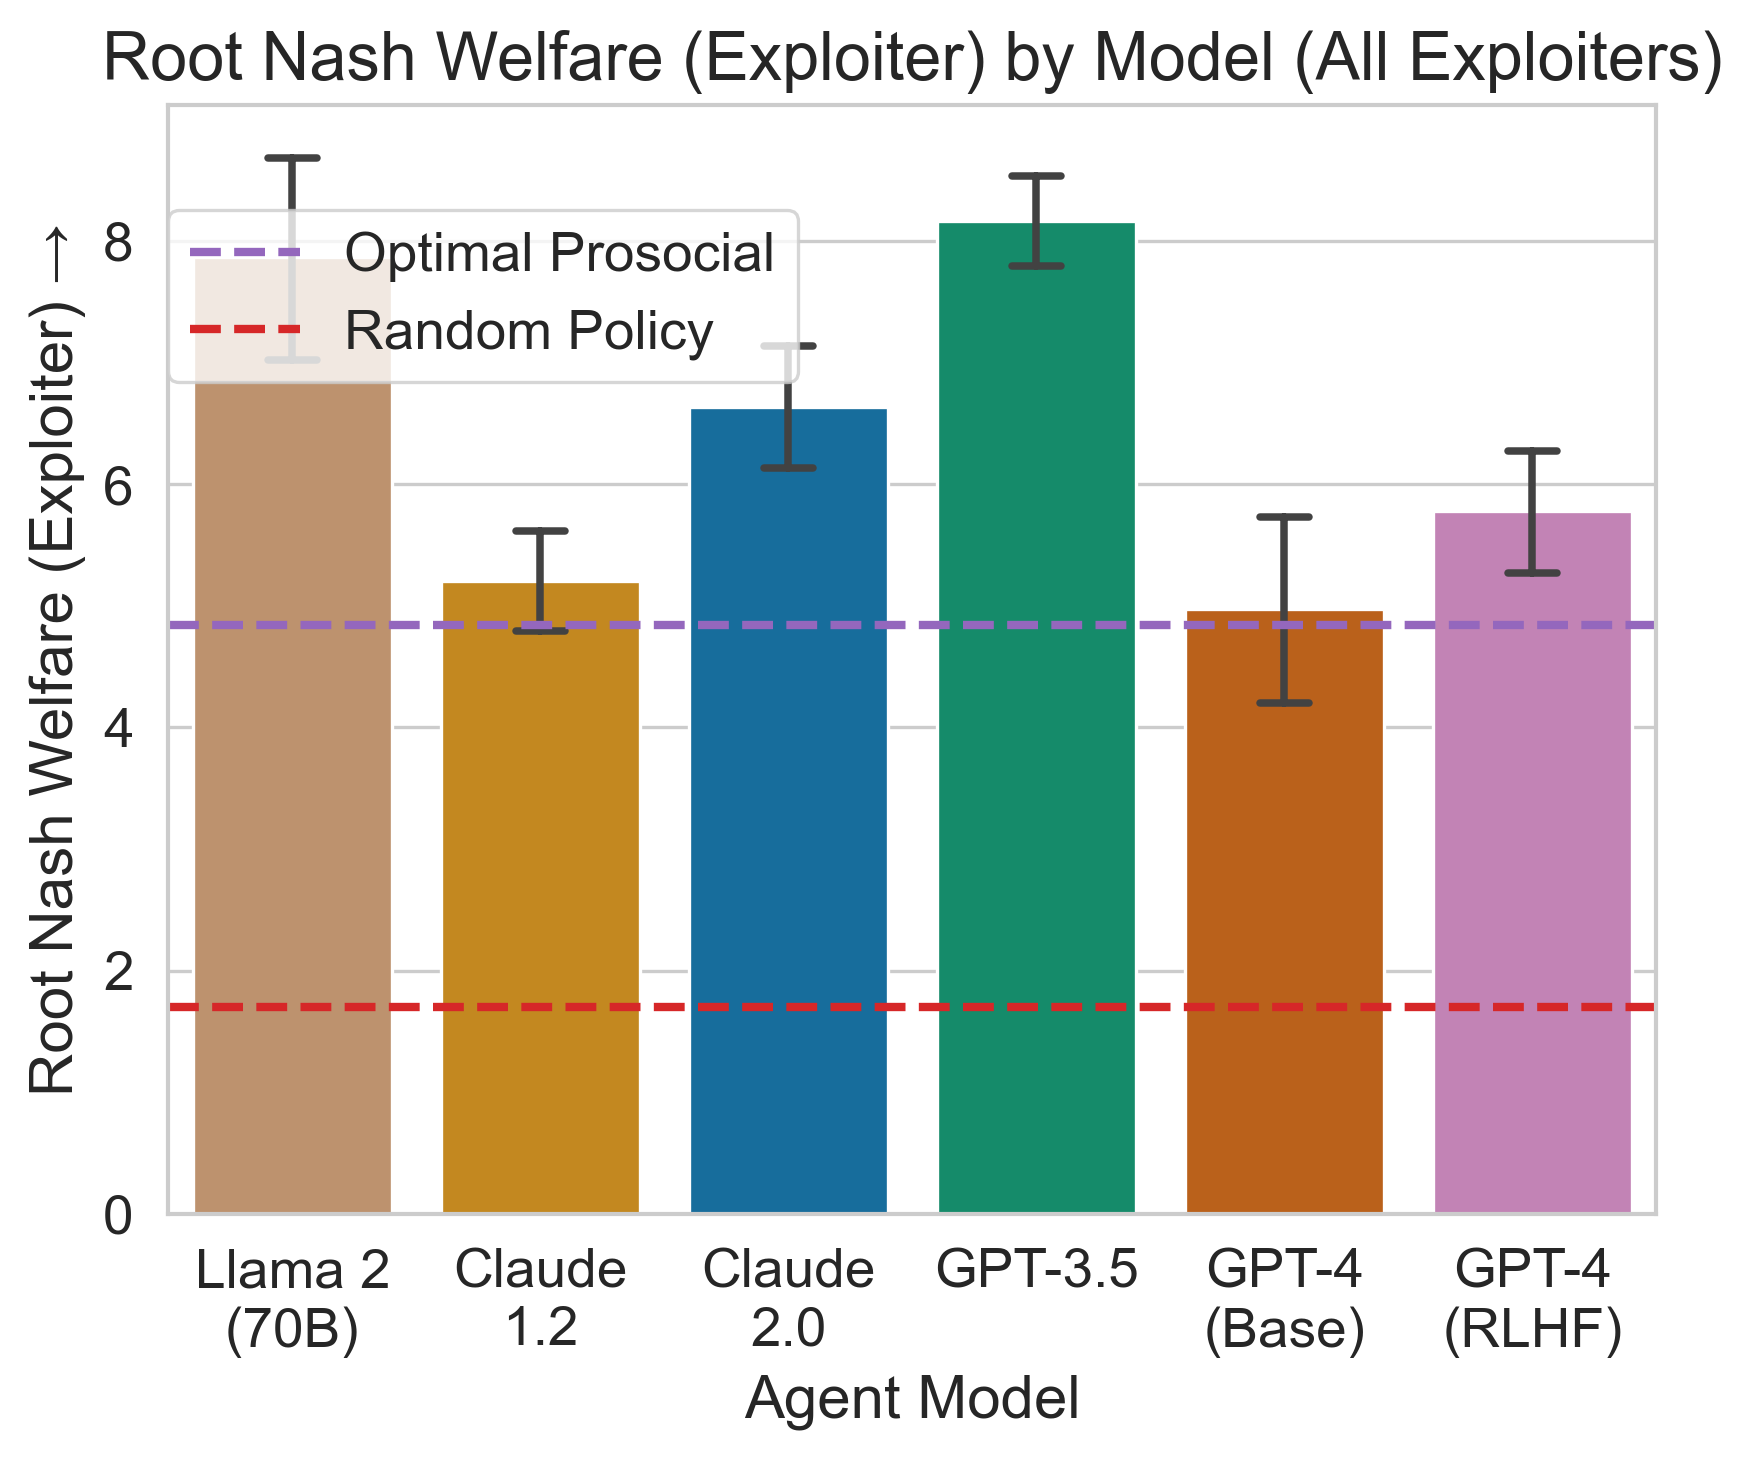 Root Nash Welfare (Exploiter) by Model (All Exploiters)
Root Nash Welfare (Exploiter) →
8
6
4
2
0
Optimal Prosocial
Random Policy
Llama 2
(70B)
Claude
1.2
Claude
2.0
GPT-3.5
GPT-4
(Base)
GPT-4
(RLHF)
Agent Model